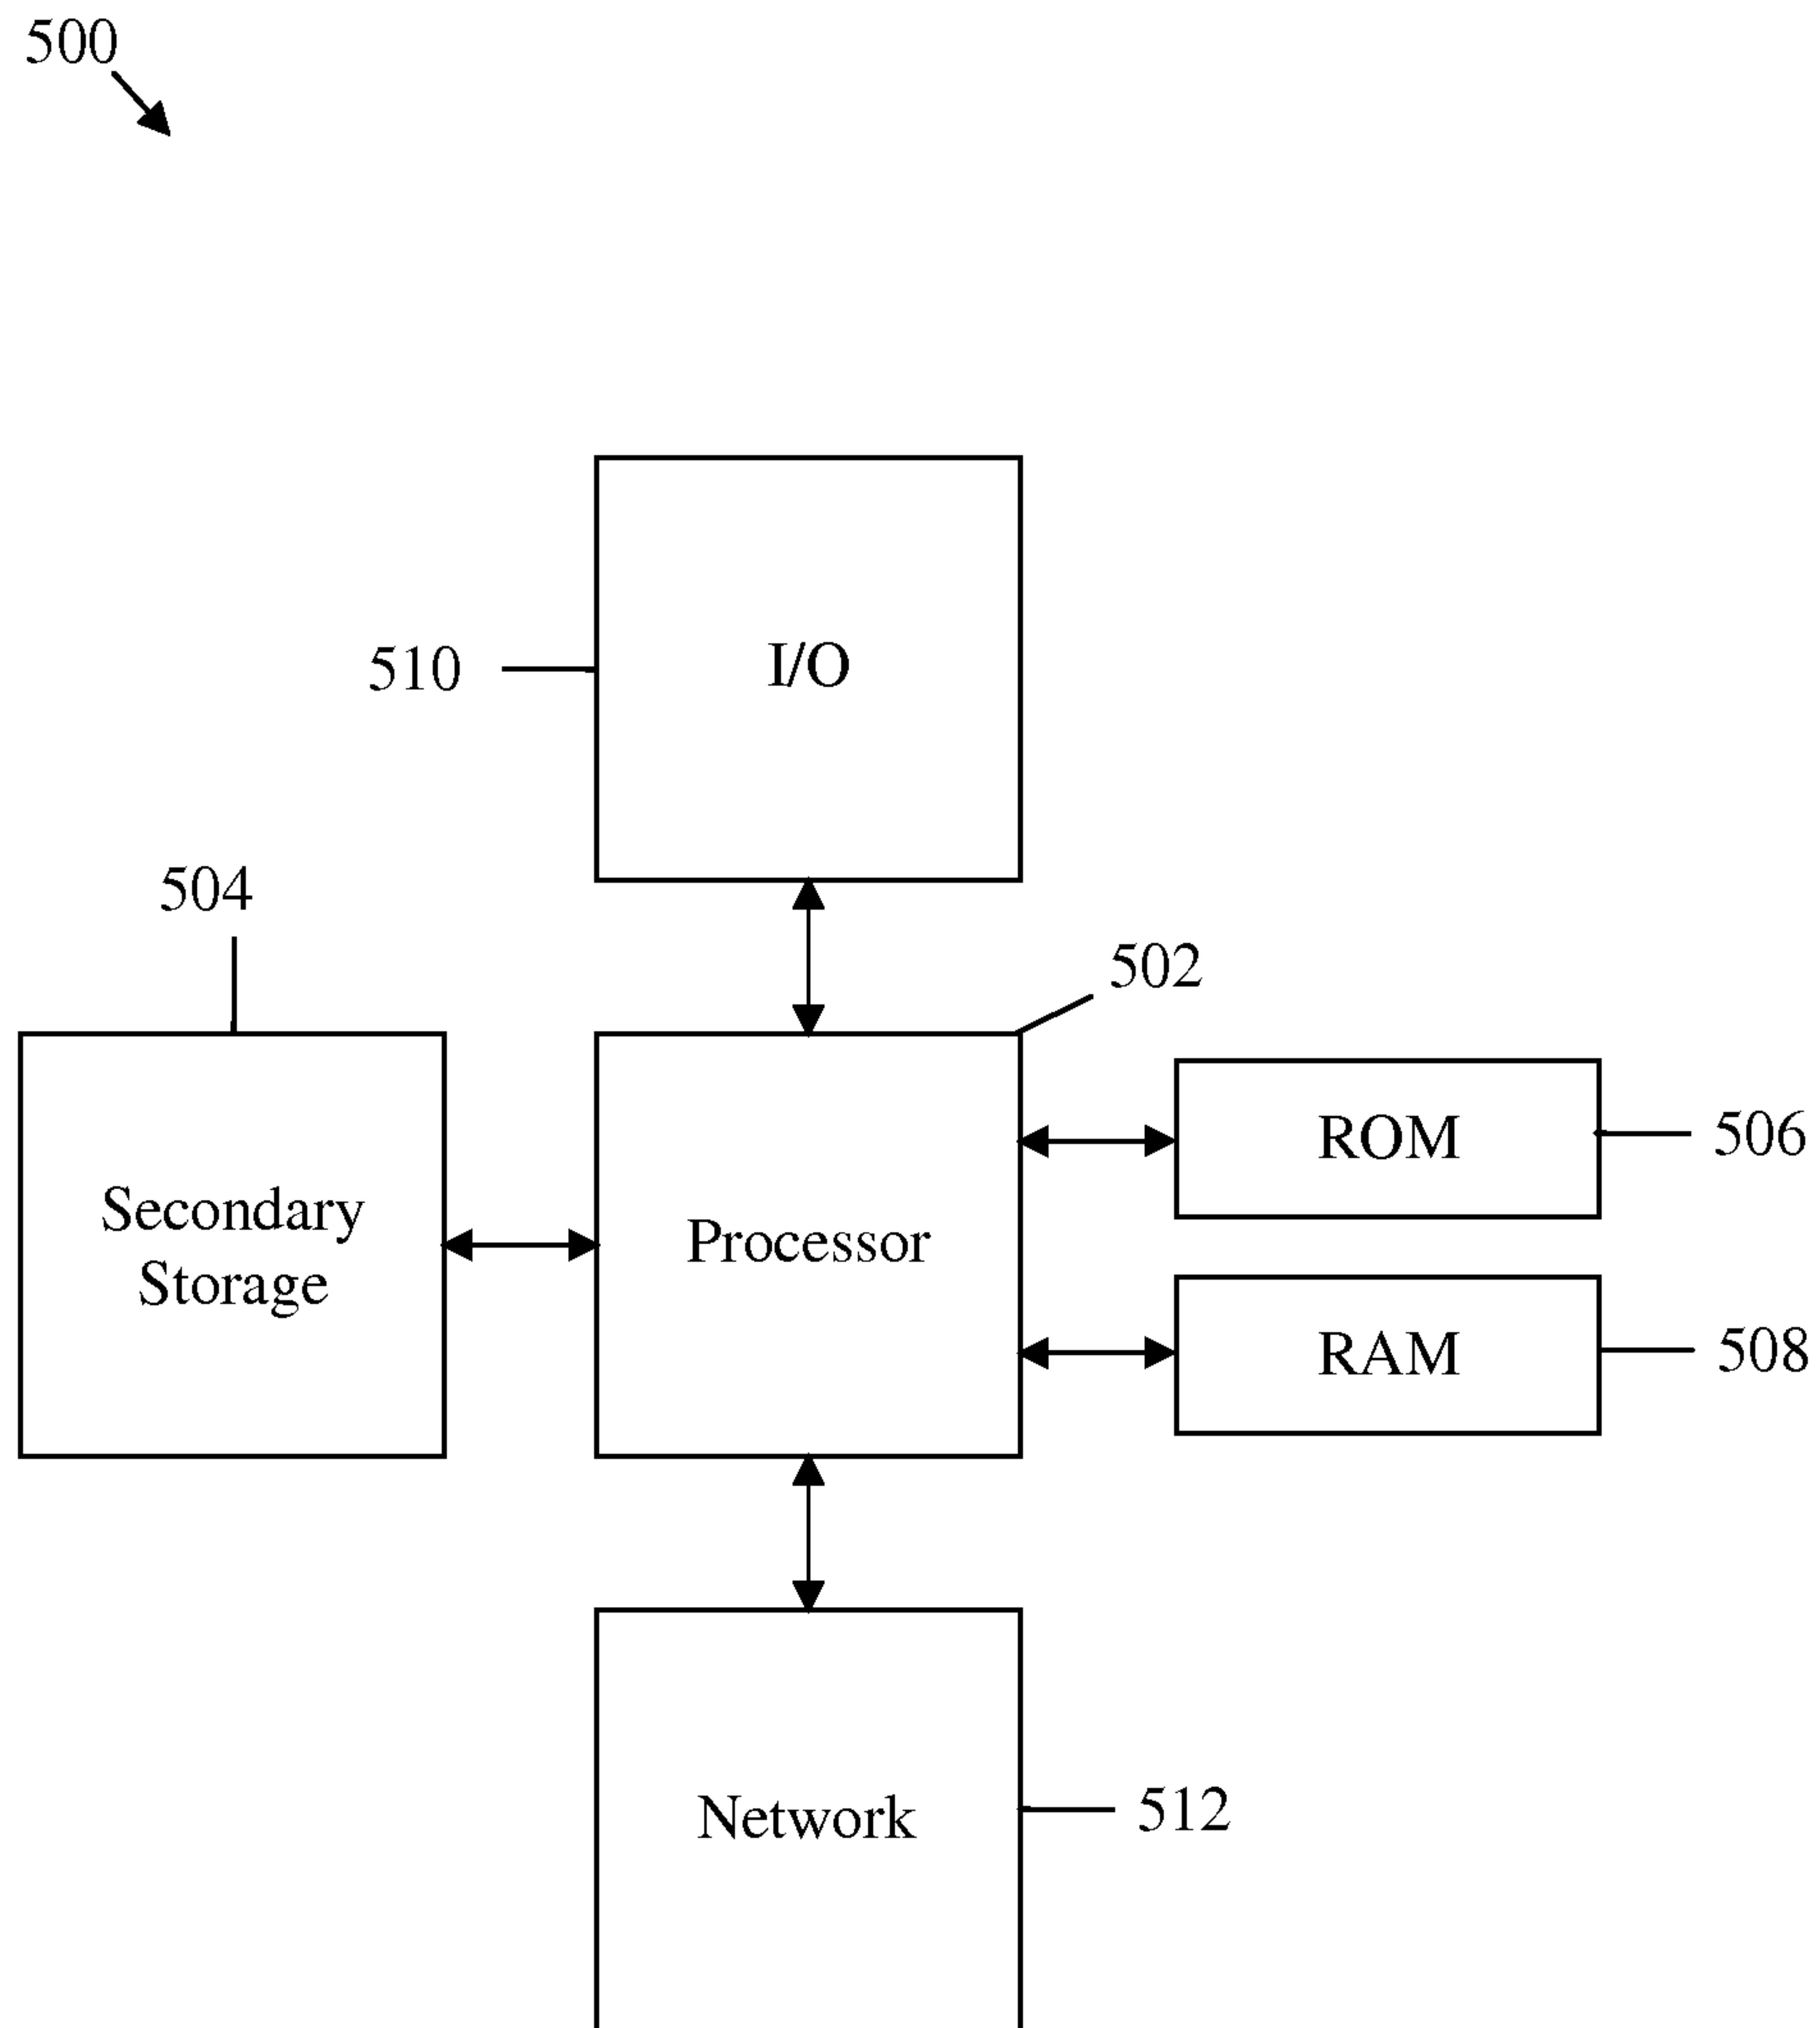 500
I/O
510
504
502
ROM
506
Secondary
Storage
Processor
RAM
508
Network
512